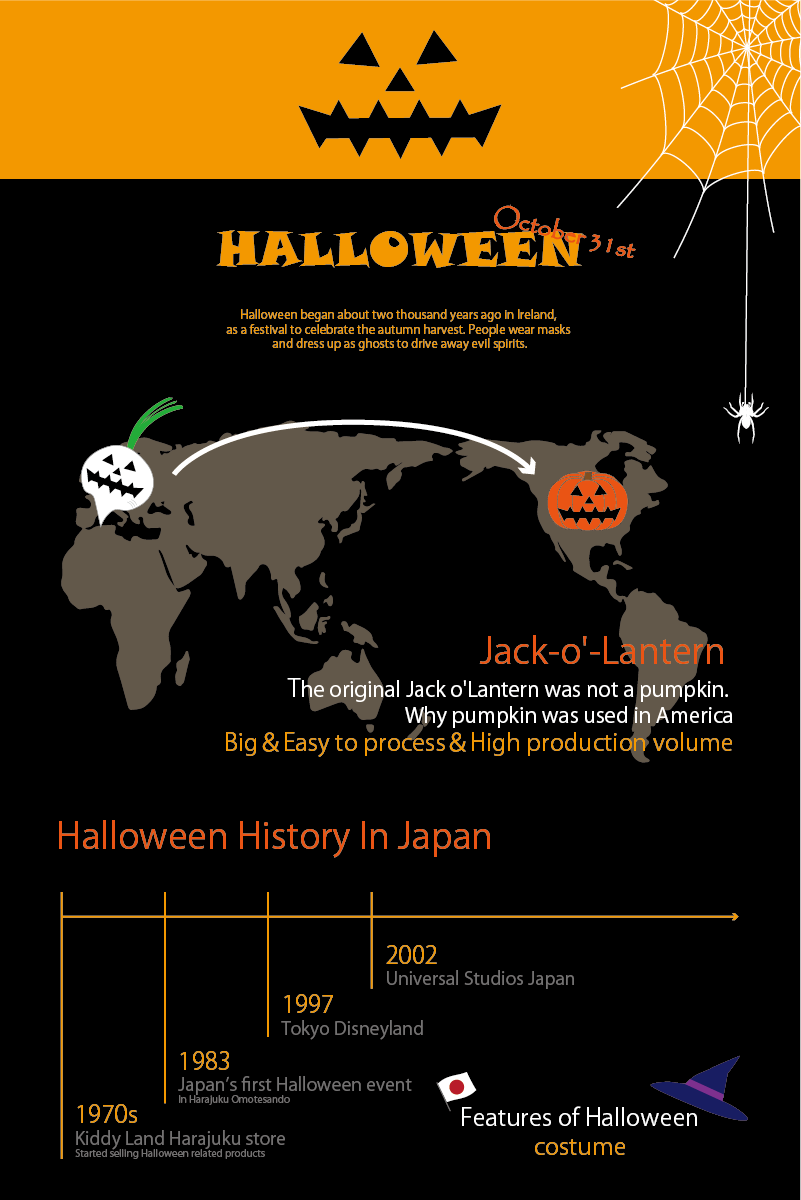 October 31st
HALLOWEEN
Halloween began about two thousand years ago in Ireland,
as a festival to celebrate the autumn harvest. People wear masks
and dress up as ghosts to drive away evil spirits.
Jack-o'-Lantern
The original Jack o'Lantern was not a pumpkin.
Why pumpkin was used in America
Big & Easy to process & High production volume
Halloween History In Japan
2002
Universal Studios Japan
1997
Tokyo Disneyland
1983
Japan's first Halloween event
In Harajuku Omotesando
1970s
Kiddy Land Harajuku store
Started selling Halloween related products
Features of Halloween
costume